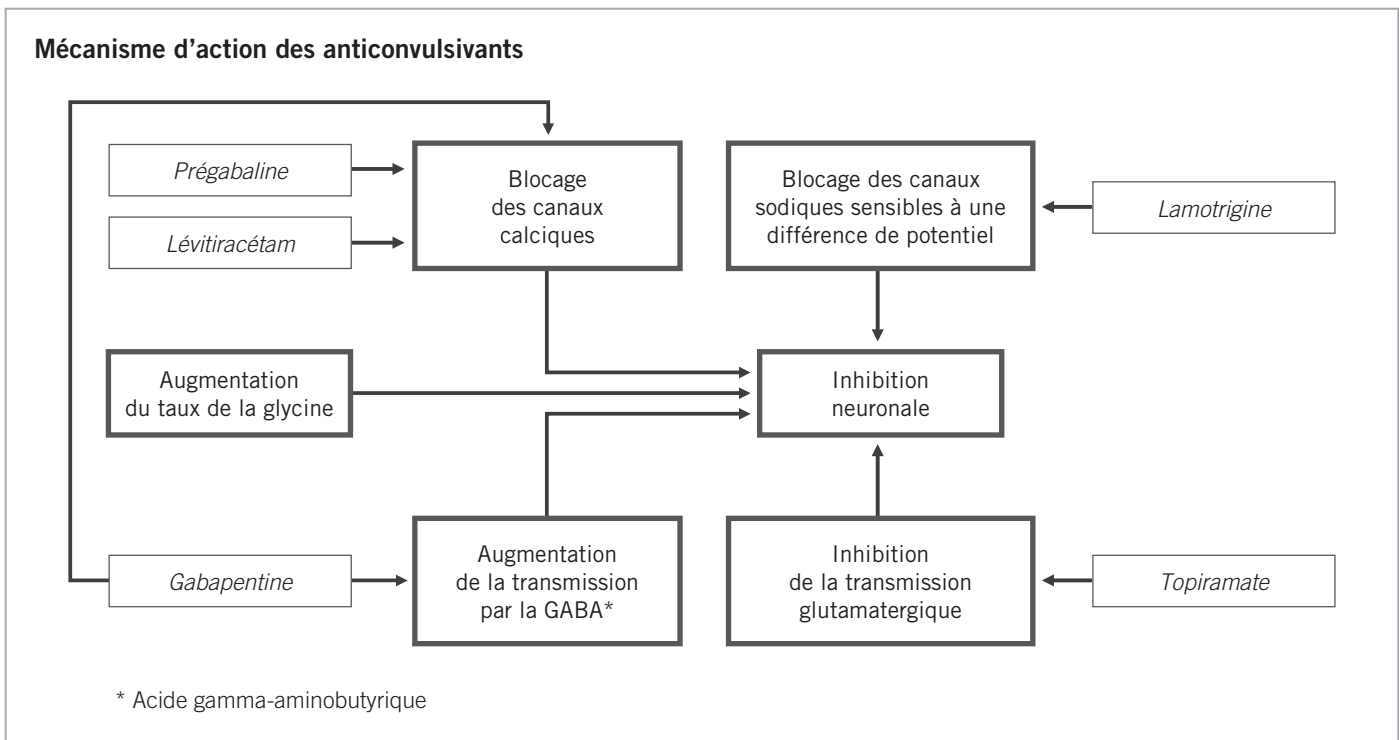 Mécanisme d'action des anticonvulsivants
Prégabaline
Lévitiracétam
Blocage
des canaux
calciques
Blocage des canaux
sodiques sensibles à une
différence de potentiel
Lamotrigine
Augmentation
du taux de la glycine
Inhibition
neuronale
Gabapentine
Augmentation
de la transmission
par la GABA*
Inhibition
de la transmission
glutamatergique
Topiramate
* Acide gamma-aminobutyrique